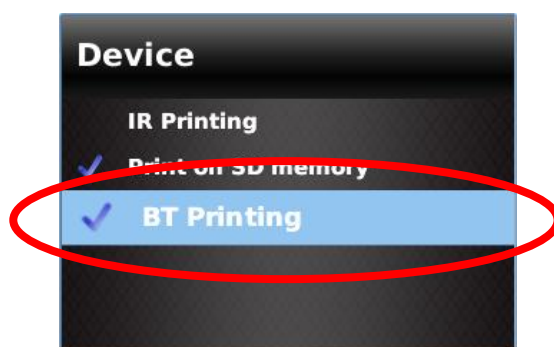 Device
IR Printing
Print on SD memory
BT Printing